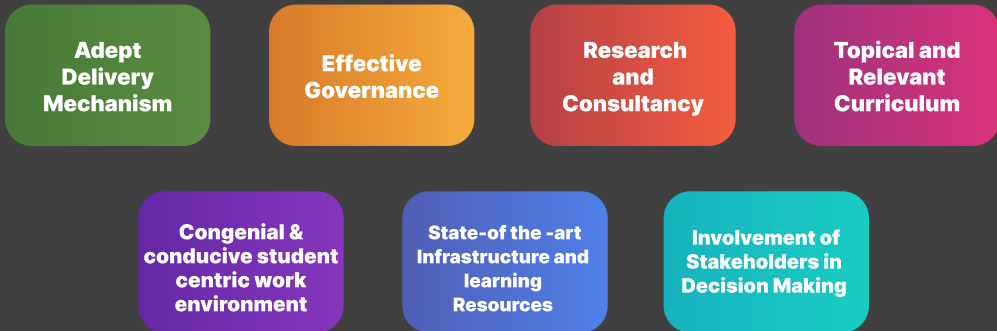 Adept
Delivery
Mechanism
Effective
Governance
Research
and
Consultancy
Topical and
Relevant
Curriculum
Congenial &
conducive student
centric work
environment
State-of the -art
Infrastructure and
learning
Resources
Involvement of
Stakeholders in
Decision Making